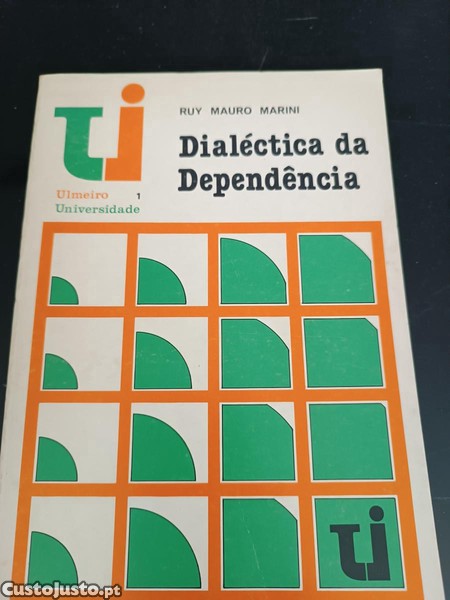 RUY MAURO MARINI
Dialéctica da
Dependência
Ulmeiro 1
Universidade
Custojusto.pt